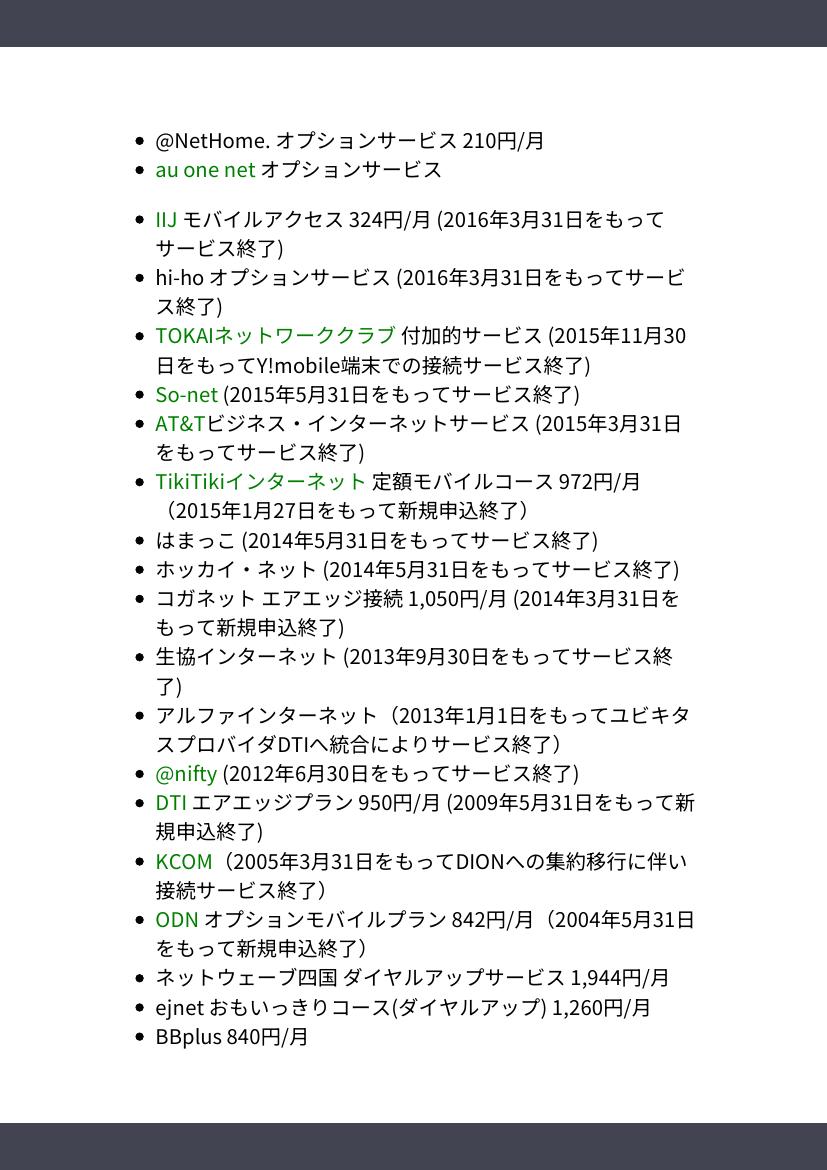 @NetHome. オプションサービス 210円/月
au one net オプションサービス
IIJ モバイルアクセス 324円/月 (2016年3月31日をもって
サービス終了)
hi-ho オプションサービス (2016年3月31日をもってサービ
ス終了)
TOKAIネットワーククラブ 付加的サービス (2015年11月30
日をもってY!mobile端末での接続サービス終了)
So-net (2015年5月31日をもってサービス終了)
AT&Tビジネス・インターネットサービス (2015年3月31日
をもってサービス終了)
TikiTikiインターネット 定額モバイルコース 972円/月
（2015年1月27日をもって新規申込終了）
はまっこ (2014年5月31日をもってサービス終了)
ホッカイ・ネット (2014年5月31日をもってサービス終了)
コガネット エアエッジ接続 1,050円/月 (2014年3月31日を
もって新規申込終了)
生協インターネット (2013年9月30日をもってサービス終
了)
アルファインターネット（2013年1月1日をもってユビキタ
スプロバイダDTIへ統合によりサービス終了）
@nifty (2012年6月30日をもってサービス終了)
DTI エアエッジプラン 950円/月 (2009年5月31日をもって新
規申込終了)
KCOM（2005年3月31日をもってDIONへの集約移行に伴い
接続サービス終了）
ODN オプションモバイルプラン 842円/月（2004年5月31日
をもって新規申込終了）
ネットウェーブ四国 ダイヤルアップサービス 1,944円/月
ejnet おもいっきりコース(ダイヤルアップ) 1,260円/月
BBplus 840円/月